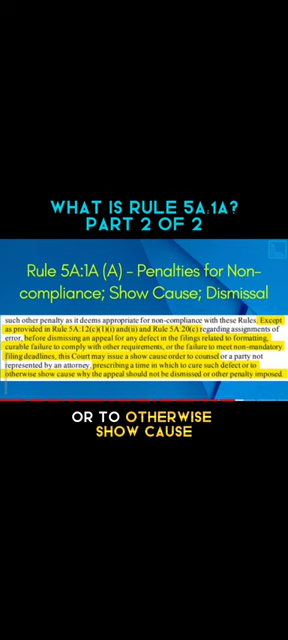 WHAT IS RULE 5A:1A?
PART 2 OF 2
Rule 5A:1A (A) – Penalties for Non-
compliance; Show Cause; Dismissal
such other penalty as it deems appropriate for non-compliance with these Rules. Except
as provided in Rule 5A:12(c)(1)(i) and(ii) and Rule 5A:20(c) regarding assignments of
error, before dismissing an appeal for any defect in the filings related to formatting,
curable failure to comply with other requirements, or the failure to meet non-mandatory
filing deadlines, this Court may issue a show cause order to counsel or a party not
represented by an attorney, prescribing a time in which to cure such defect or to
otherwise show cause why the appeal should not be dismissed or other penalty imposed.
OR TO OTHERWISE
SHOW CAUSE